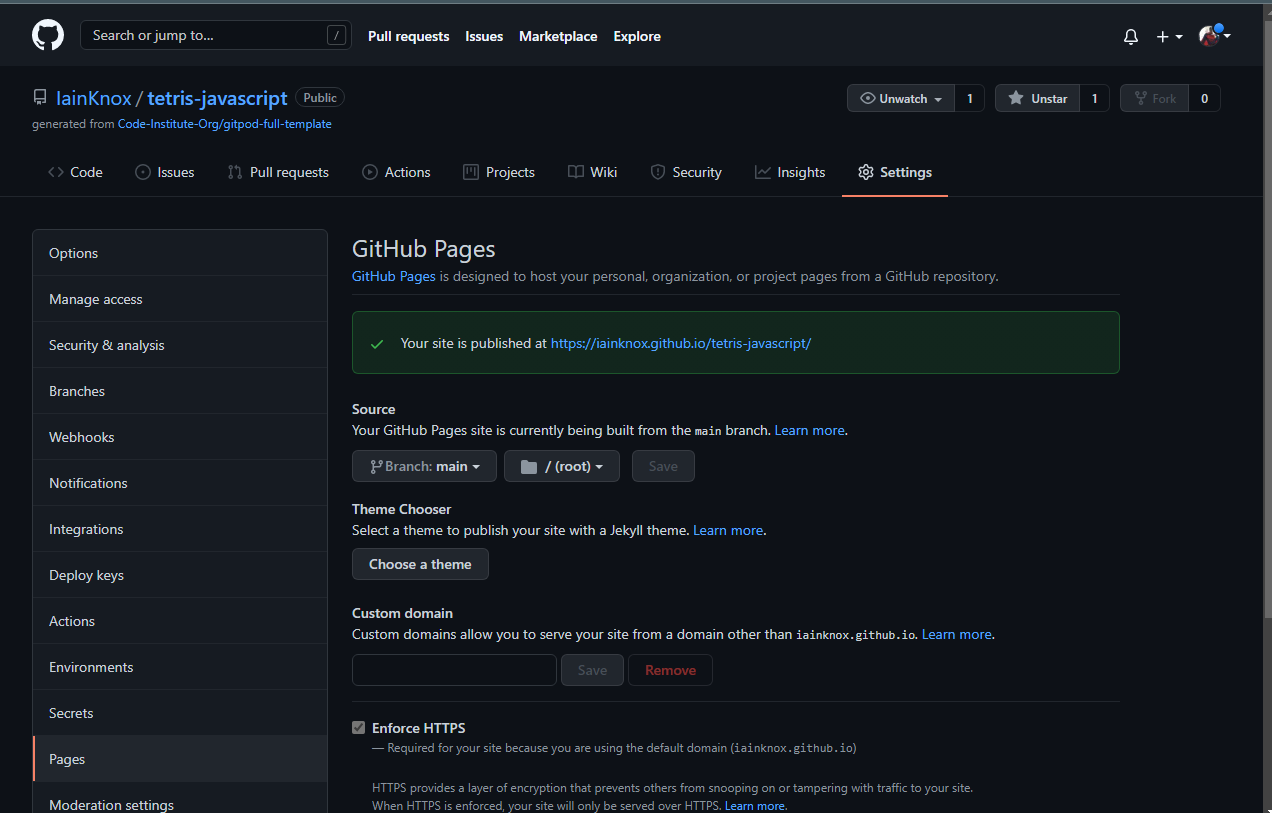 Search or jump to... /
Pull requests Issues Marketplace Explore
IainKnox / tetris-javascript Public
Unwatch 1 Unstar 1 Fork 0
generated from Code-Institute-Org/gitpod-full-template
Code Issues Pull requests Actions Projects Wiki Security Insights Settings
Options
Manage access
Security & analysis
Branches
Webhooks
Notifications
Integrations
Deploy keys
Actions
Environments
Secrets
Pages
Moderation settings
GitHub Pages
GitHub Pages is designed to host your personal, organization, or project pages from a GitHub repository.
Your site is published at https://iainknox.github.io/tetris-javascript/
Source
Your GitHub Pages site is currently being built from the main branch. Learn more.
Branch: main / (root) Save
Theme Chooser
Select a theme to publish your site with a Jekyll theme. Learn more.
Choose a theme
Custom domain
Custom domains allow you to serve your site from a domain other than iainknox.github.io. Learn more.
Save Remove
Enforce HTTPS
— Required for your site because you are using the default domain (iainknox.github.io)
HTTPS provides a layer of encryption that prevents others from snooping on or tampering with traffic to your site.
When HTTPS is enforced, your site will only be served over HTTPS. Learn more.